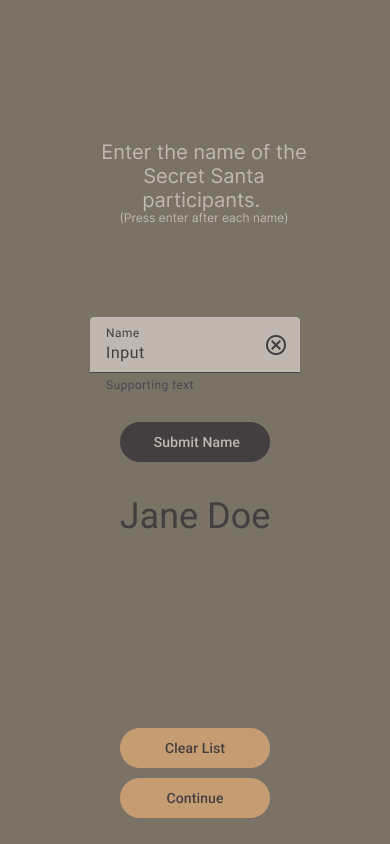 Enter the name of the
Secret Santa
participants.
(Press enter after each name)
Name
Input
Supporting text
Submit Name
Jane Doe
Clear List
Continue